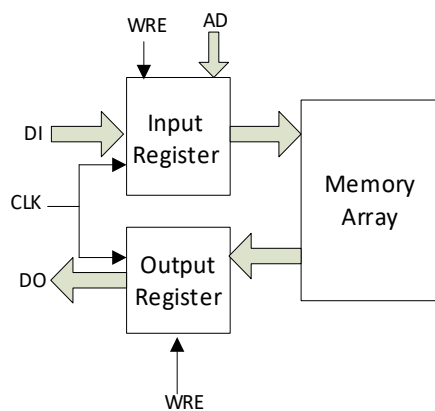 WRE
AD
DI
Input
Register
Memory
Array
CLK
Output
Register
DO
WRE